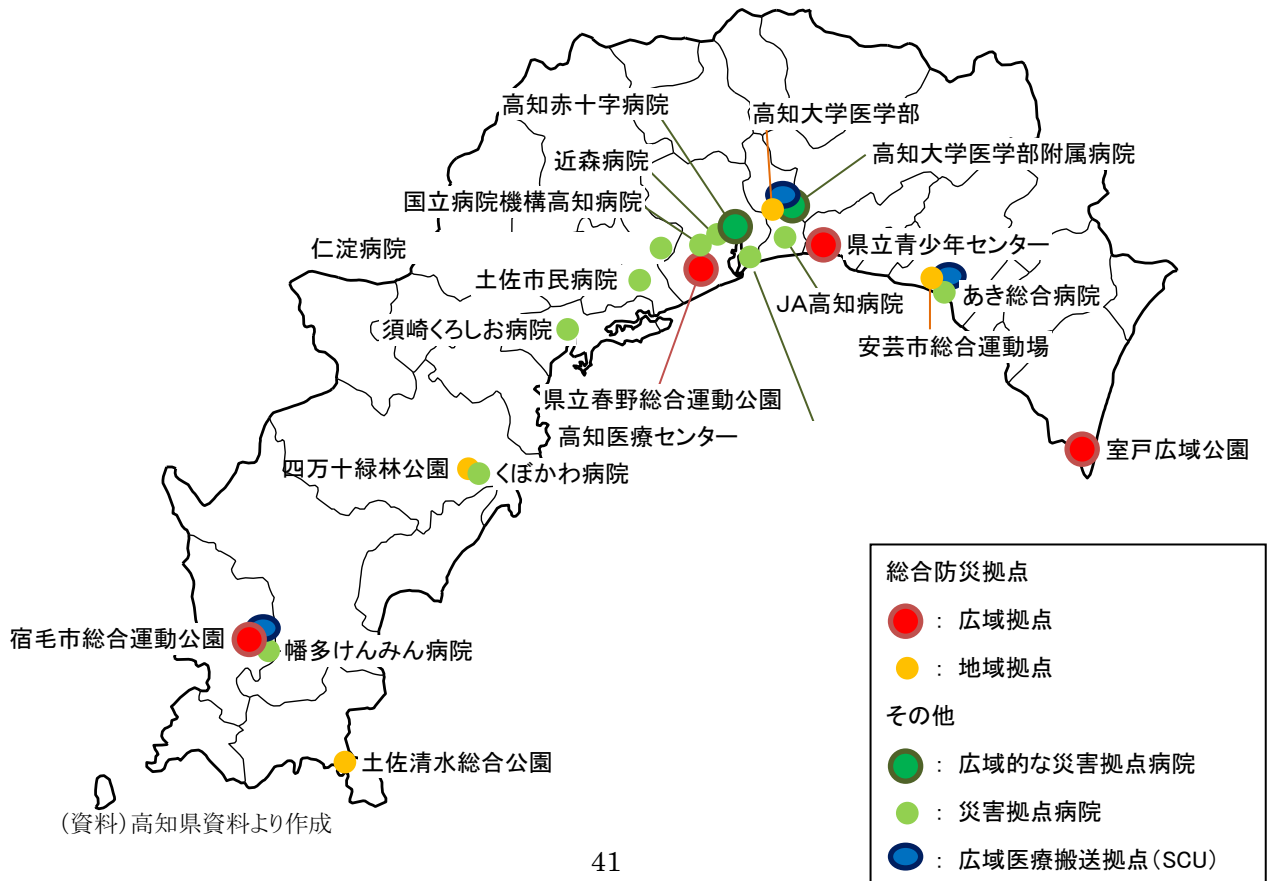 高知赤十字病院
高知大学医学部
近森病院
高知大学医学部附属病院
国立病院機構高知病院
仁淀病院
県立青少年センター
土佐市民病院
あき総合病院
JA高知病院
須崎くろしお病院
安芸市総合運動場
県立春野総合運動公園
高知医療センター
室戸広域公園
四万十緑林公園
くぼかわ病院
宿毛市総合運動公園
幡多けんみん病院
土佐清水総合公園
総合防災拠点
: 広域拠点
: 地域拠点
その他
: 広域的な災害拠点病院
: 災害拠点病院
: 広域医療搬送拠点(SCU)
(資料)高知県資料より作成
41